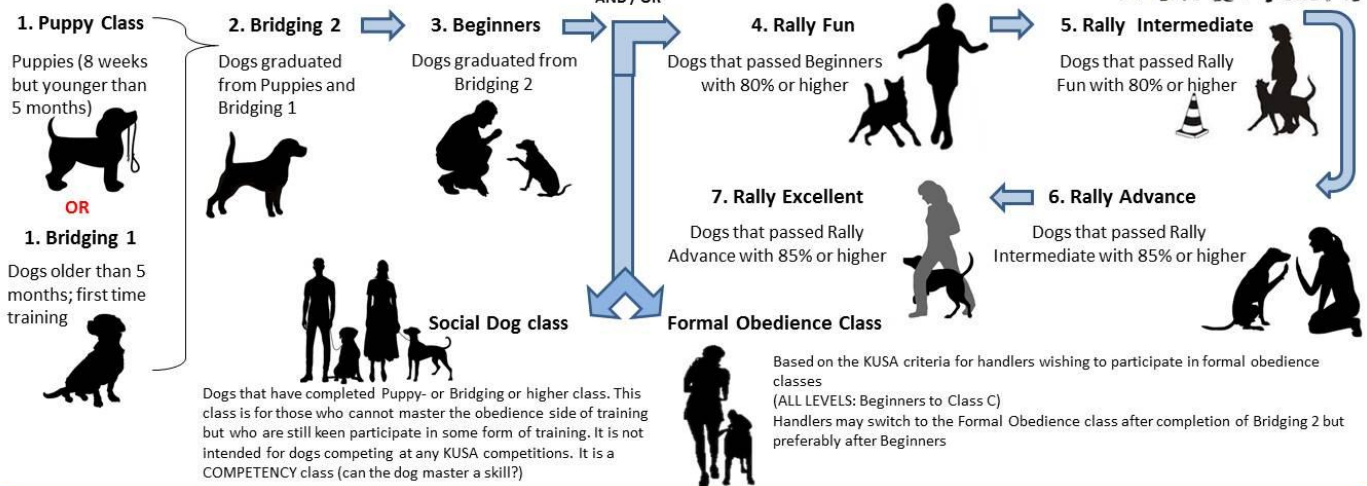 AND / OR
1. Puppy Class
Puppies (8 weeks
but younger than
5 months)
OR
1. Bridging 1
Dogs older than 5
months; first time
training
2. Bridging 2
Dogs graduated
from Puppies and
Bridging 1
3. Beginners
Dogs graduated from
Bridging 2
4. Rally Fun
Dogs that passed Beginners
with 80% or higher
5. Rally Intermediate
Dogs that passed Rally
Fun with 80% or higher
6. Rally Advance
Dogs that passed Rally
Intermediate with 85% or higher
7. Rally Excellent
Dogs that passed Rally
Advance with 85% or higher
Social Dog class
Dogs that have completed Puppy- or Bridging or higher class. This
class is for those who cannot master the obedience side of training
but who are still keen participate in some form of training. It is not
intended for dogs competing at any KUSA competitions. It is a
COMPETENCY class (can the dog master a skill?)
Formal Obedience Class
Based on the KUSA criteria for handlers wishing to participate in formal obedience
classes
(ALL LEVELS: Beginners to Class C)
Handlers may switch to the Formal Obedience class after completion of Bridging 2 but
preferably after Beginners